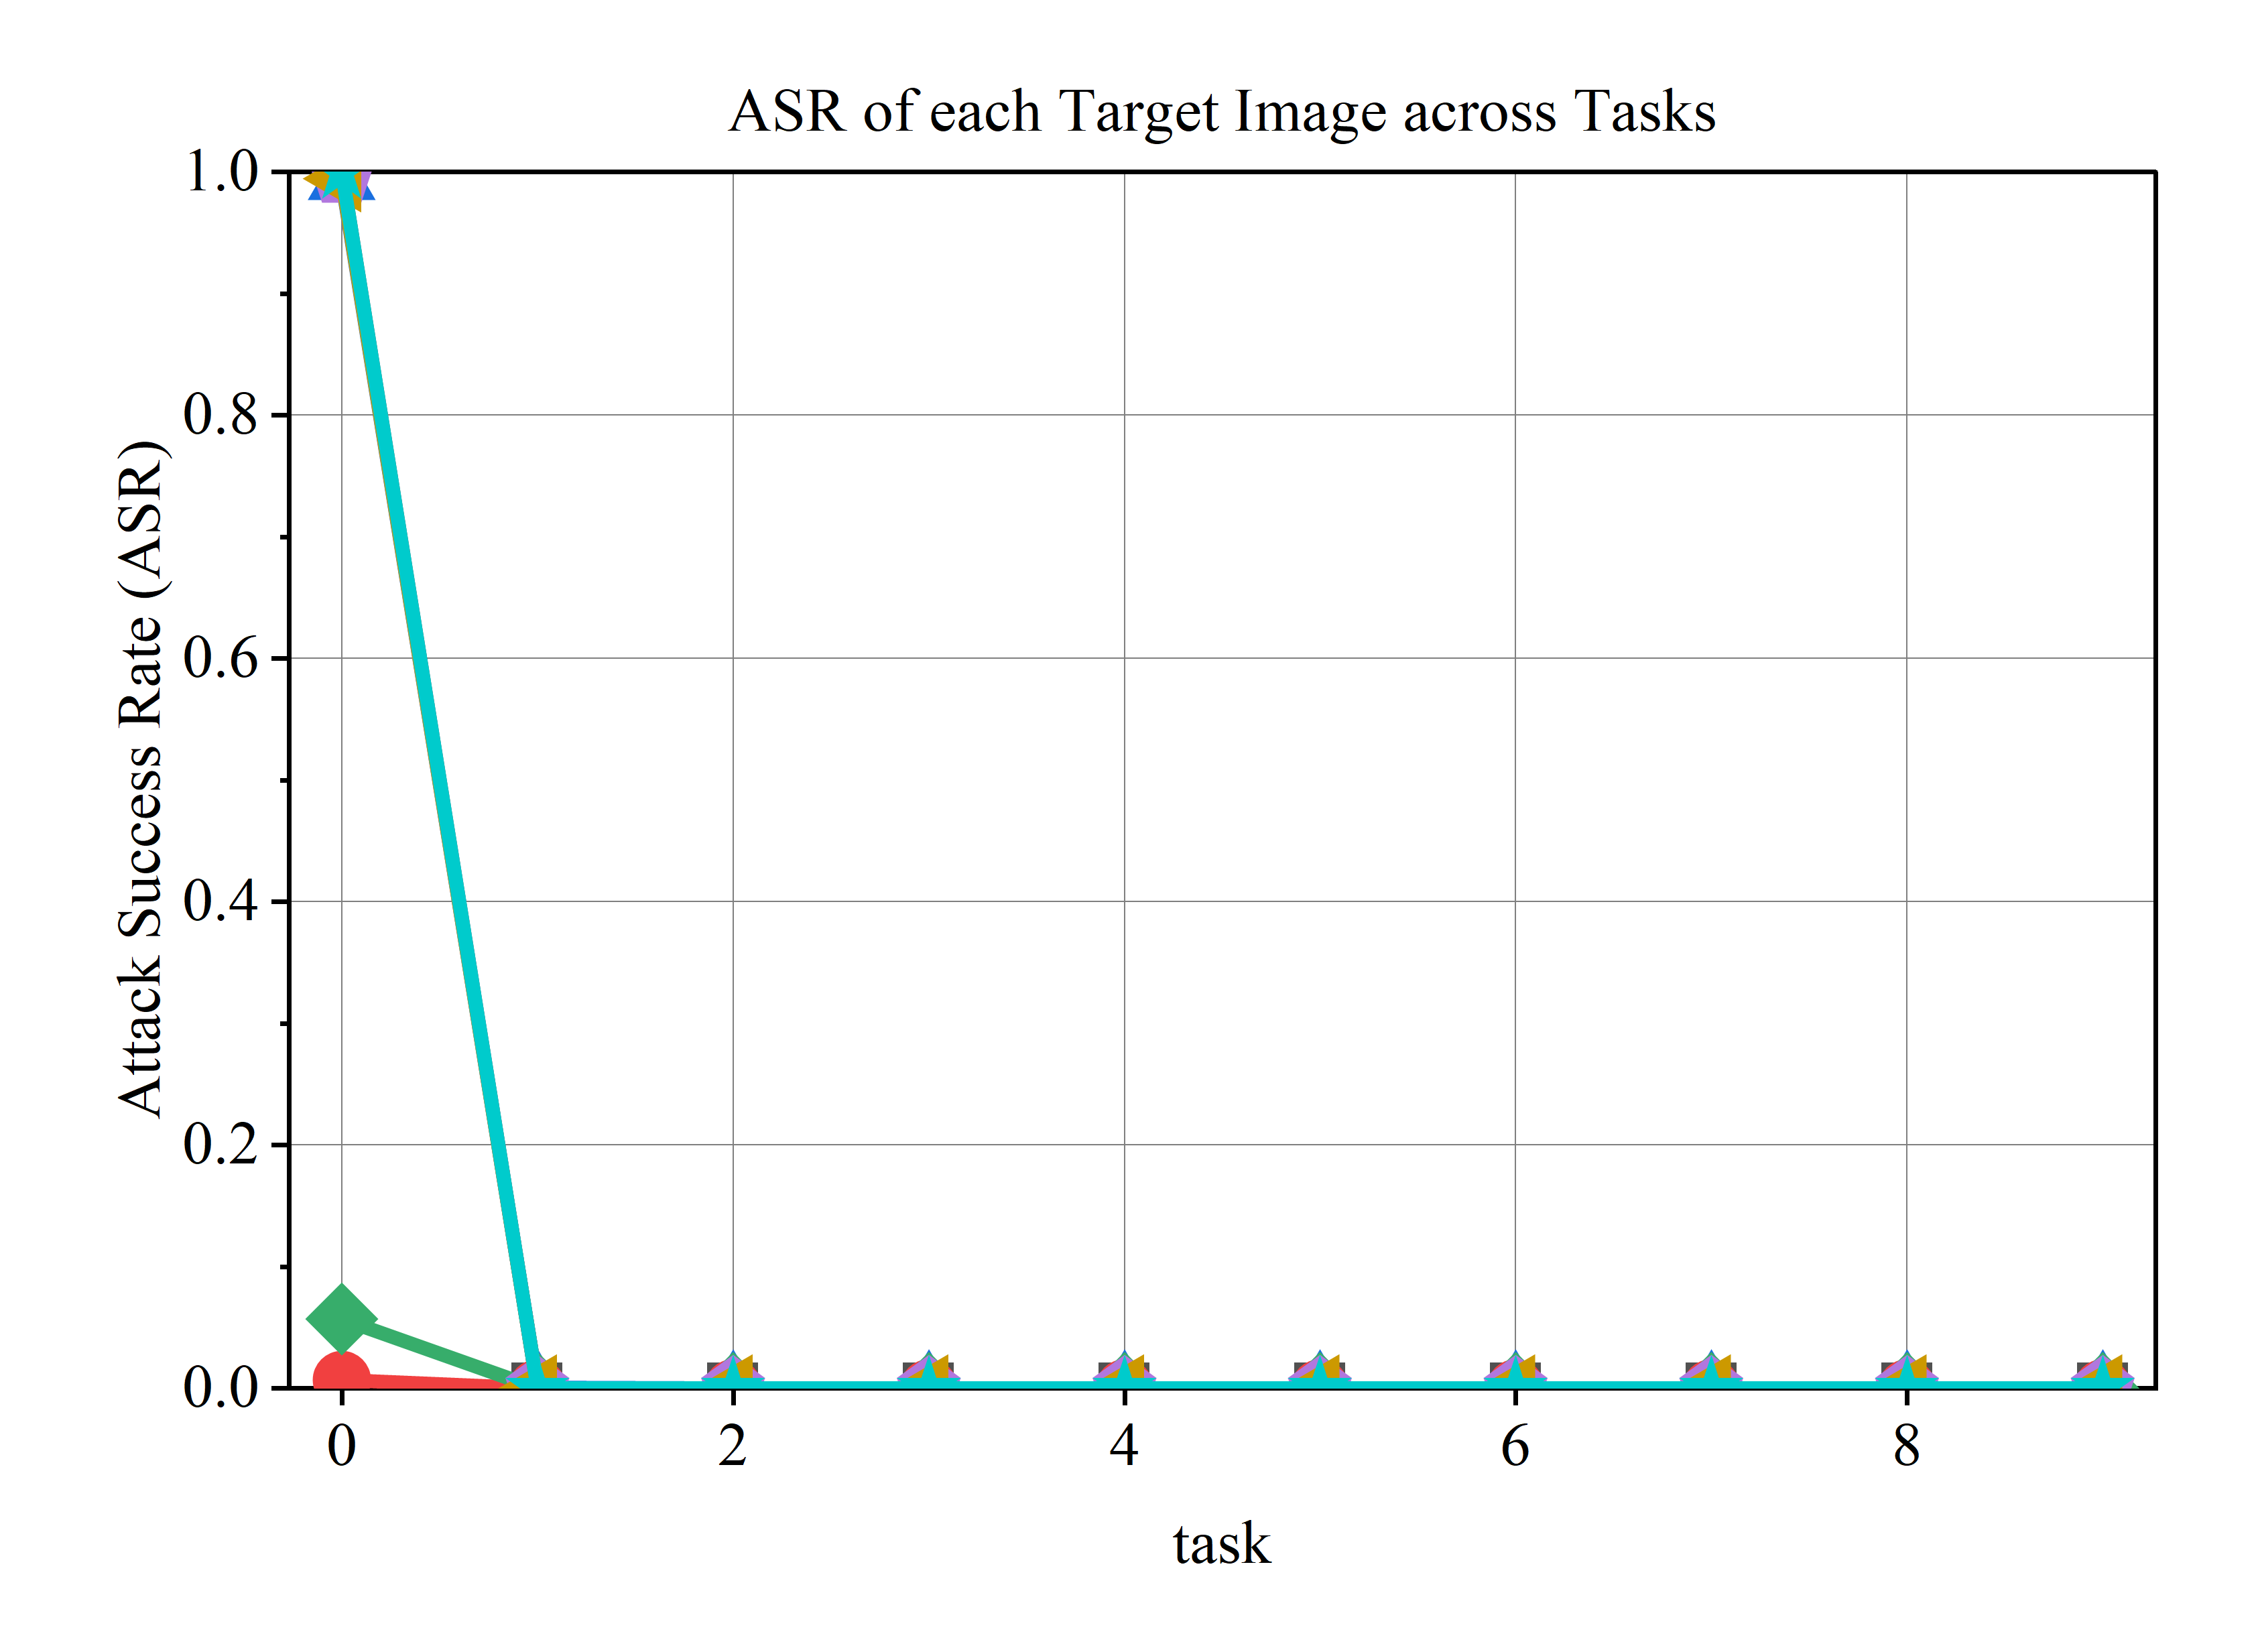 ASR of each Target Image across Tasks
1.0
0.8
0.6
0.4
0.2
0.0
Attack Success Rate (ASR)
0 2 4 6 8
task